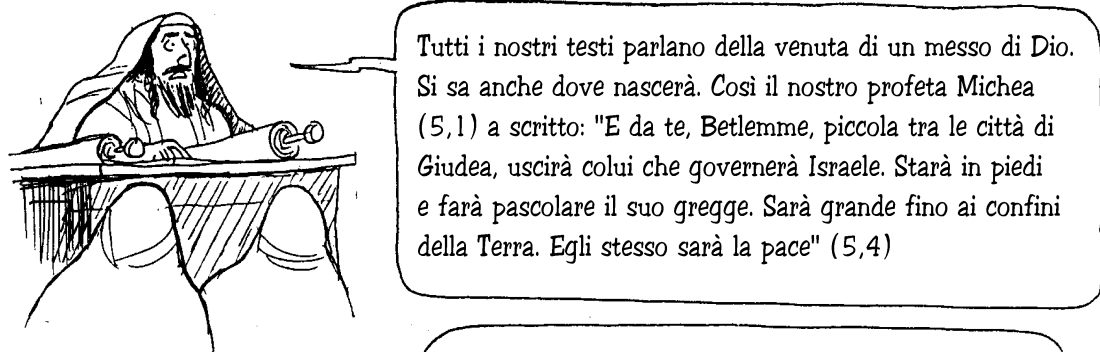 Tutti i nostri testi parlano della venuta di un messo di Dio.
Si sa anche dove nascerà. Così il nostro profeta Michea
(5,1) a scritto: "E da te, Betlemme, piccola tra le città di
Giudea, uscirà colui che governerà Israele. Starà in piedi
e farà pascolare il suo gregge. Sarà grande fino ai confini
della Terra. Egli stesso sarà la pace" (5,4)